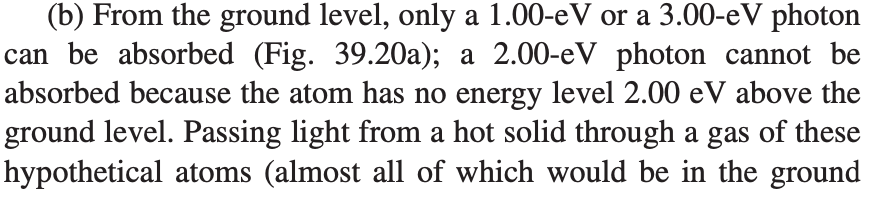 (b) From the ground level, only a 1.00-eV or a 3.00-eV photon
can be absorbed (Fig. 39.20a); a 2.00-eV photon cannot be
absorbed because the atom has no energy level 2.00 eV above the
ground level. Passing light from a hot solid through a gas of these
hypothetical atoms (almost all of which would be in the ground